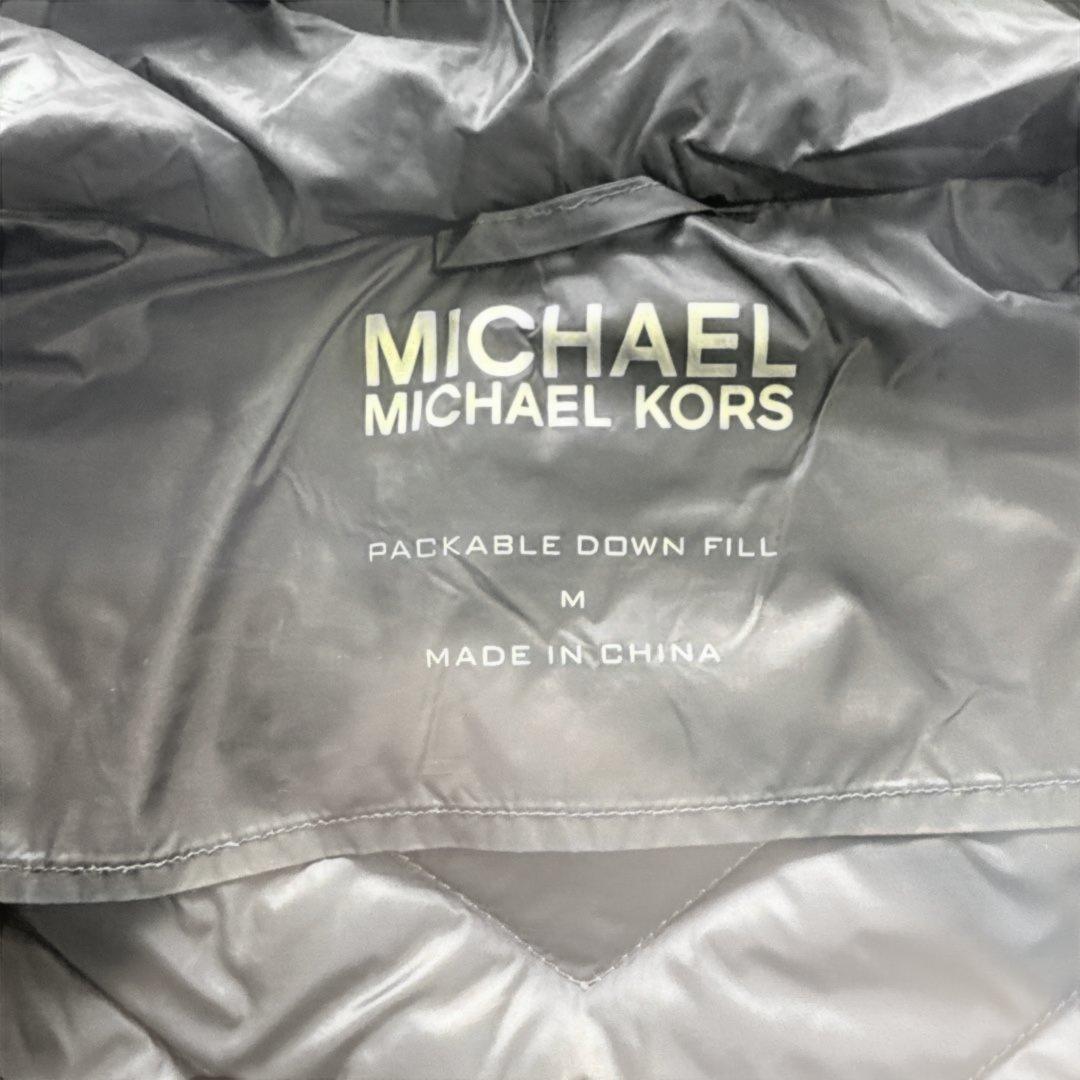 MICHAEL
MICHAEL KORS
PACKABLE DOWN FILL
M
MADE IN CHINA